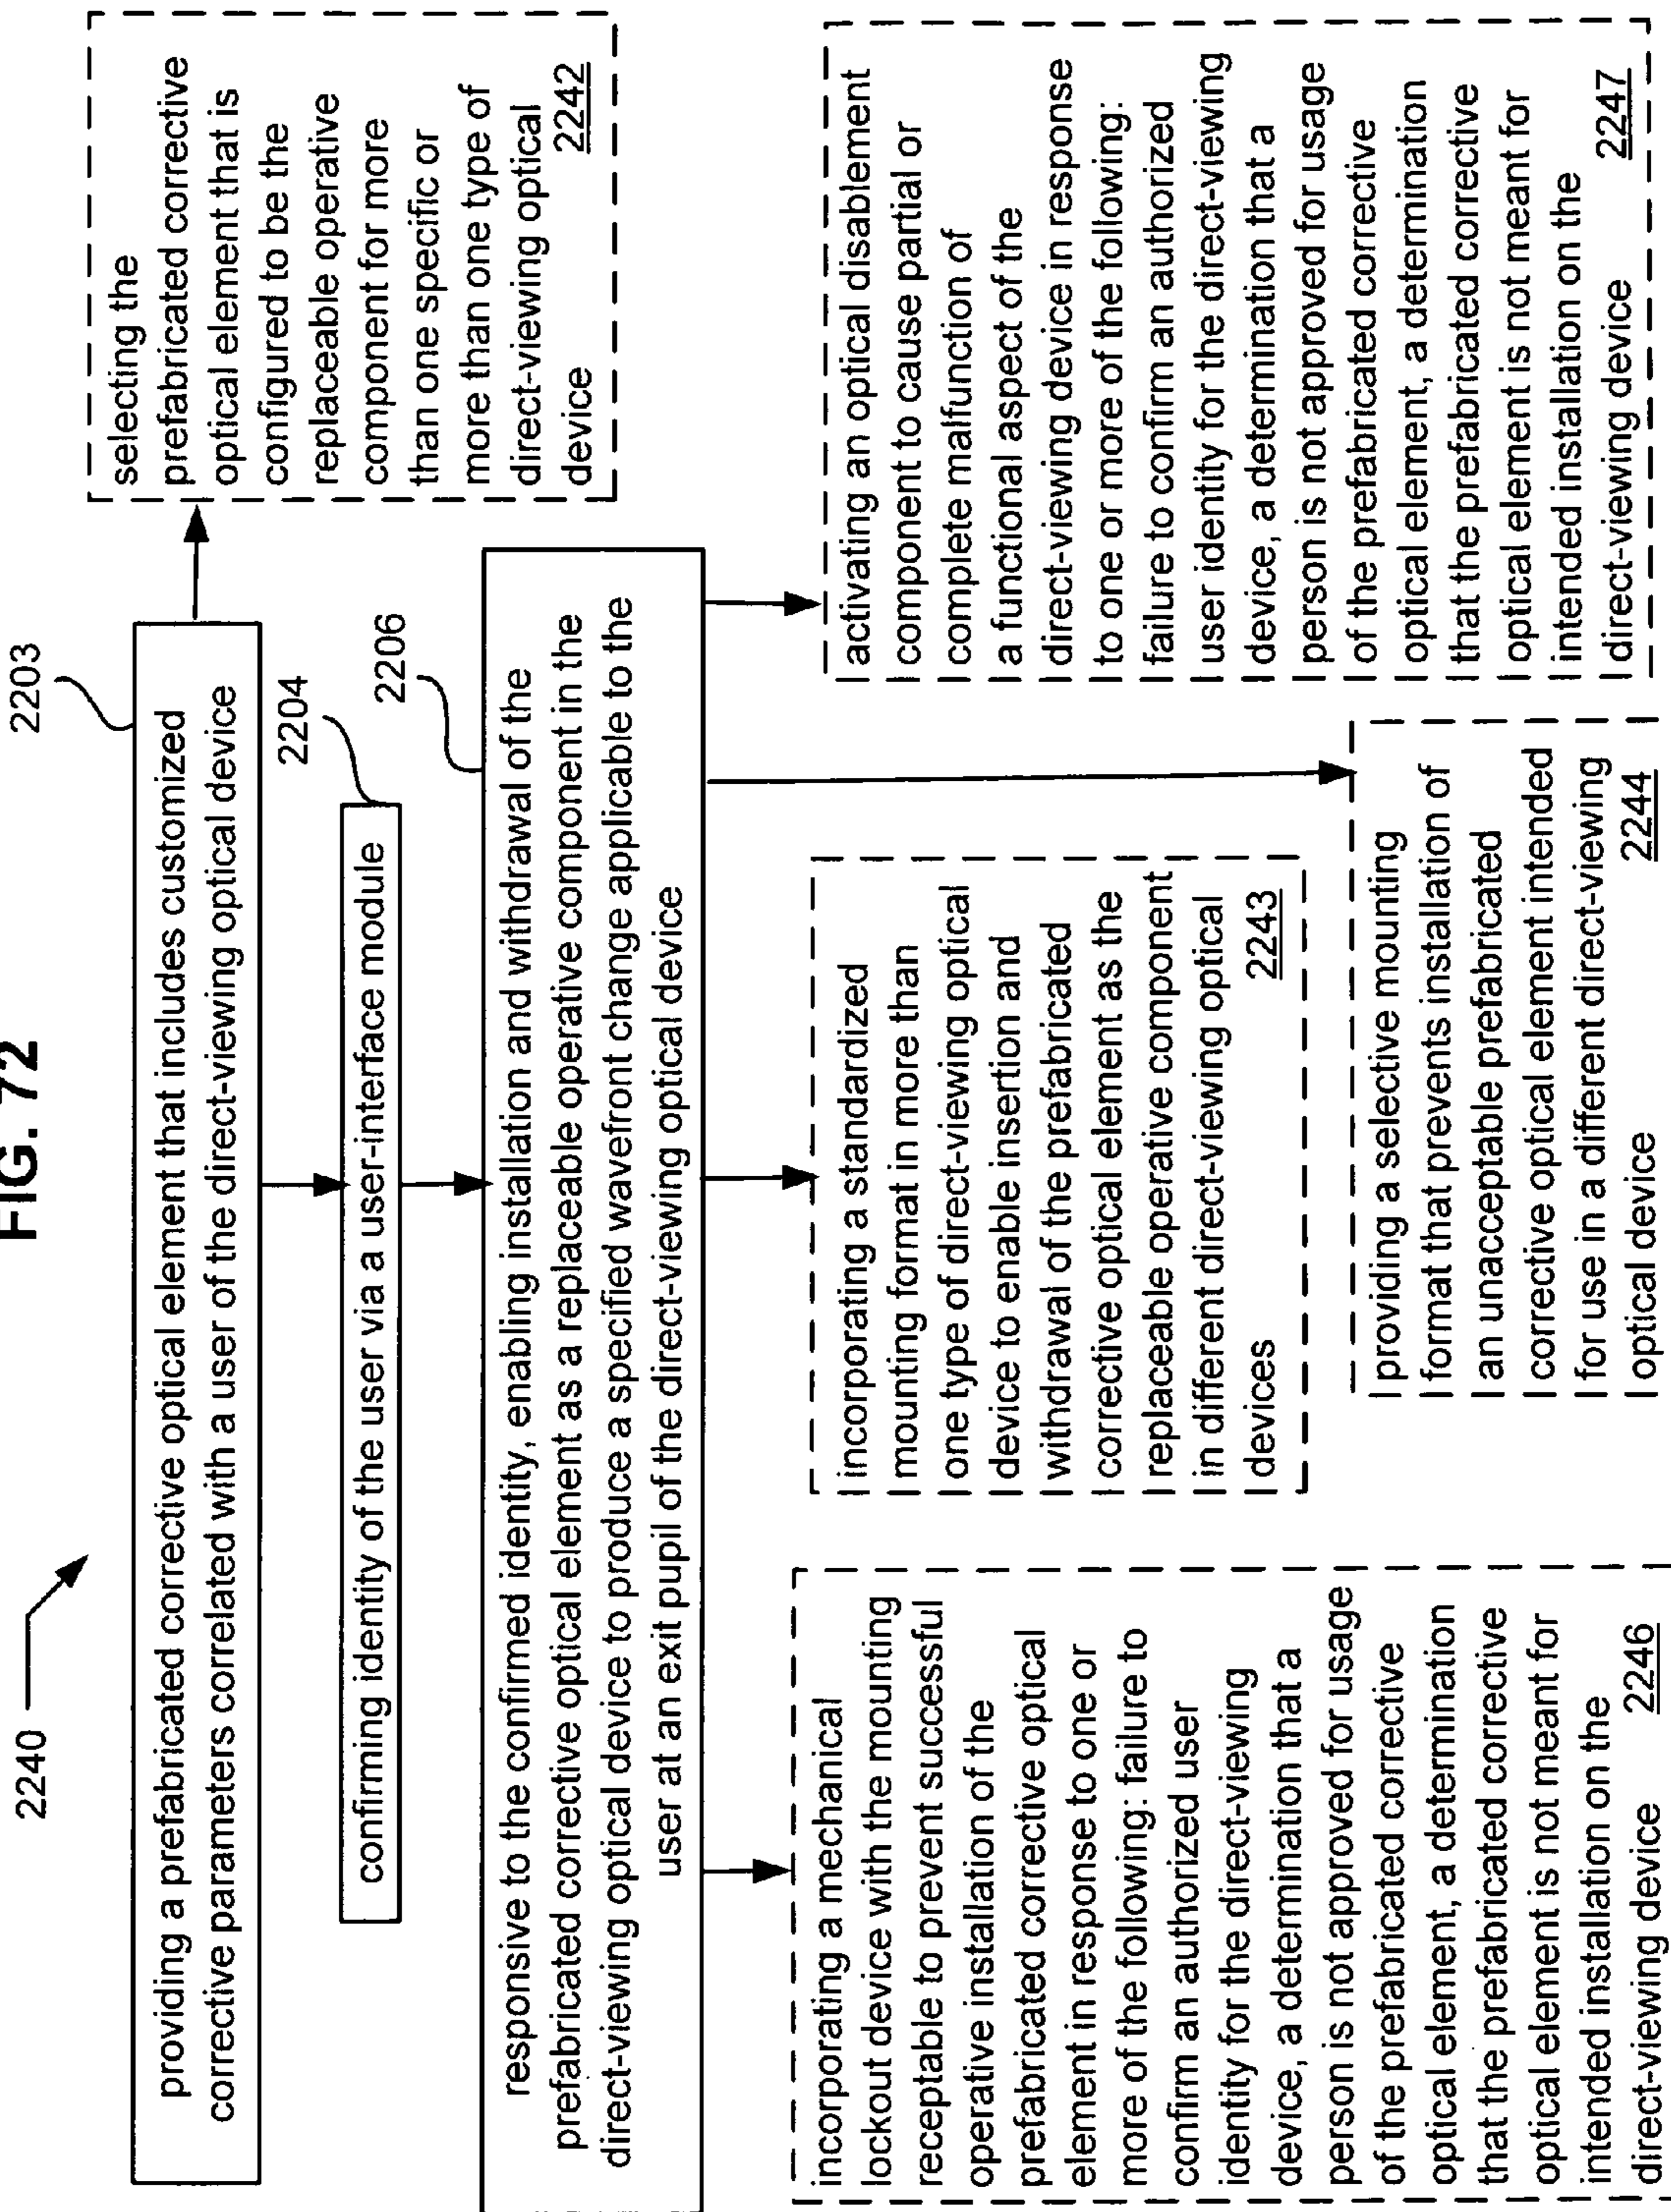 FIG. 72
2240
2203
providing a prefabricated corrective optical element that includes customized
corrective parameters correlated with a user of the direct-viewing optical device
2204
confirming identity of the user via a user-interface module
2206
responsive to the confirmed identity, enabling installation and withdrawal of the
prefabricated corrective optical element as a replaceable operative component in the
direct-viewing optical device to produce a specified wavefront change applicable to the
user at an exit pupil of the direct-viewing optical device
selecting the
prefabricated corrective
optical element that is
configured to be the
replaceable operative
component for more
than one specific or
more than one type of
direct-viewing optical
device 2242
incorporating a mechanical
lockout device with the mounting
receptable to prevent successful
operative installation of the
prefabricated corrective optical
element in response to one or
more of the following: failure to
confirm an authorized user
identity for the direct-viewing
device, a determination that a
person is not approved for usage
of the prefabricated corrective
optical element, a determination
that the prefabricated corrective
optical element is not meant for
intended installation on the
direct-viewing device 2246
incorporating a standardized
mounting format in more than
one type of direct-viewing optical
device to enable insertion and
withdrawal of the prefabricated
corrective optical element as the
replaceable operative component
in different direct-viewing optical
devices 2243
providing a selective mounting
format that prevents installation of
an unacceptable prefabricated
corrective optical element intended
for use in a different direct-viewing
optical device 2244
activating an optical disablement
component to cause partial or
complete malfunction of
a functional aspect of the
direct-viewing device in response
to one or more of the following:
failure to confirm an authorized
user identity for the direct-viewing
device, a determination that a
person is not approved for usage
of the prefabricated corrective
optical element, a determination
that the prefabricated corrective
optical element is not meant for
intended installation on the
direct-viewing device 2247